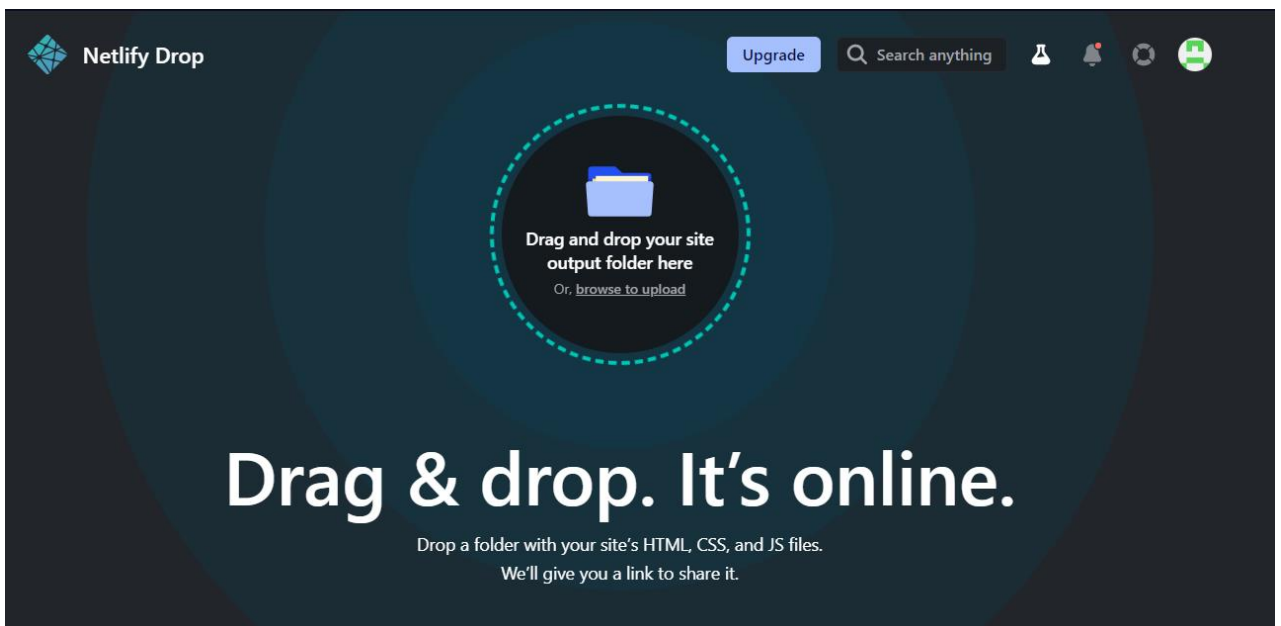 Netlify Drop
Upgrade
Search anything
Drag and drop your site
output folder here
Or, browse to upload
Drag & drop. It’s online.
Drop a folder with your site’s HTML, CSS, and JS files.
We’ll give you a link to share it.